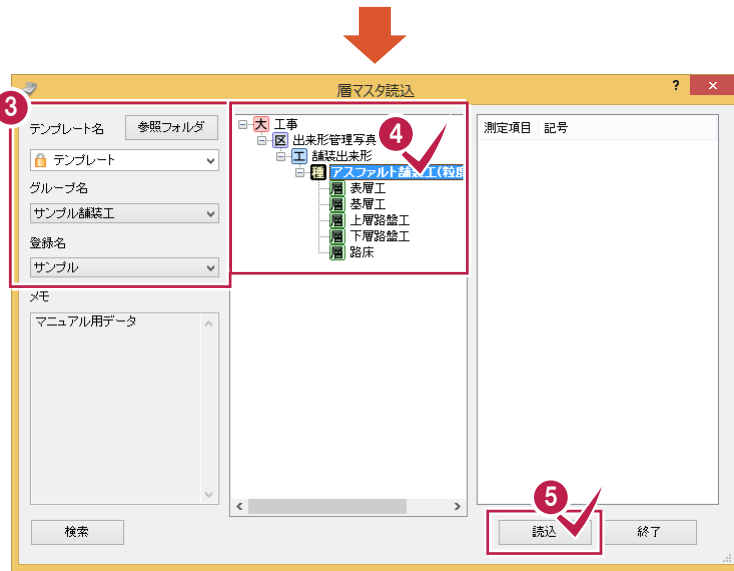 層マスタ読込
? ×
3
テンプレート名 参照フォルダ
テンプレート
グループ名
サンプル舗装工
登録名
サンプル
メモ
マニュアル用データ
検索
4
大 工事
区 出来形管理写真
工 舗装出来形
種 アスファルト舗装工(粒度
層 表層工
層 基層工
層 上層路盤工
層 下層路盤工
層 路床
測定項目 記号
5
読込 終了